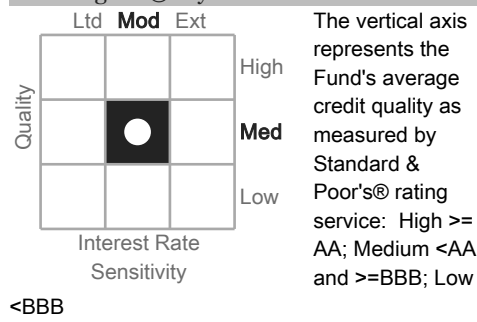 Ltd Mod Ext
High
Quality
Med
Low
Interest Rate
Sensitivity
The vertical axis
represents the
Fund's average
credit quality as
measured by
Standard &
Poor's® rating
service: High >=
AA; Medium <AA
and >=BBB; Low
<BBB